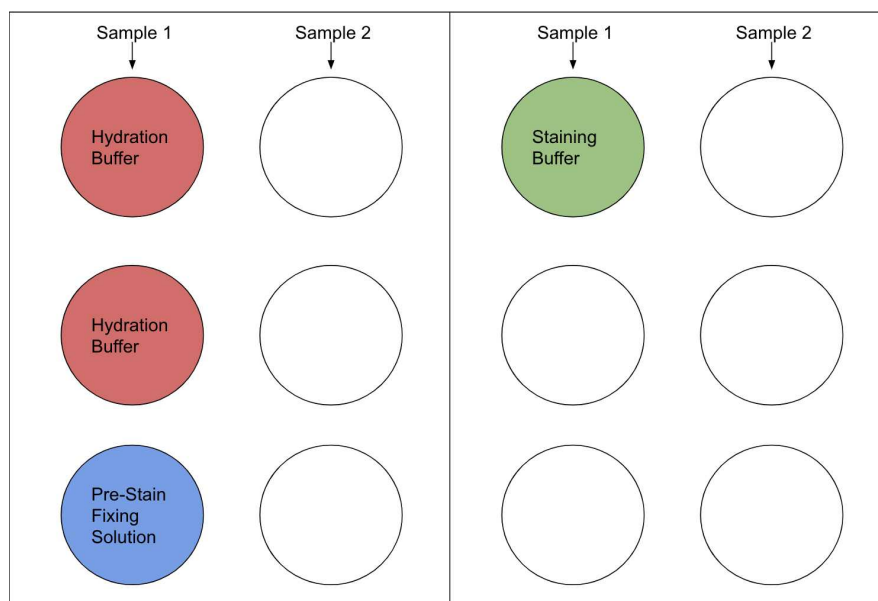 Sample 1
Sample 2
Hydration
Buffer
Hydration
Buffer
Pre-Stain
Fixing
Solution
Sample 1
Sample 2
Staining
Buffer